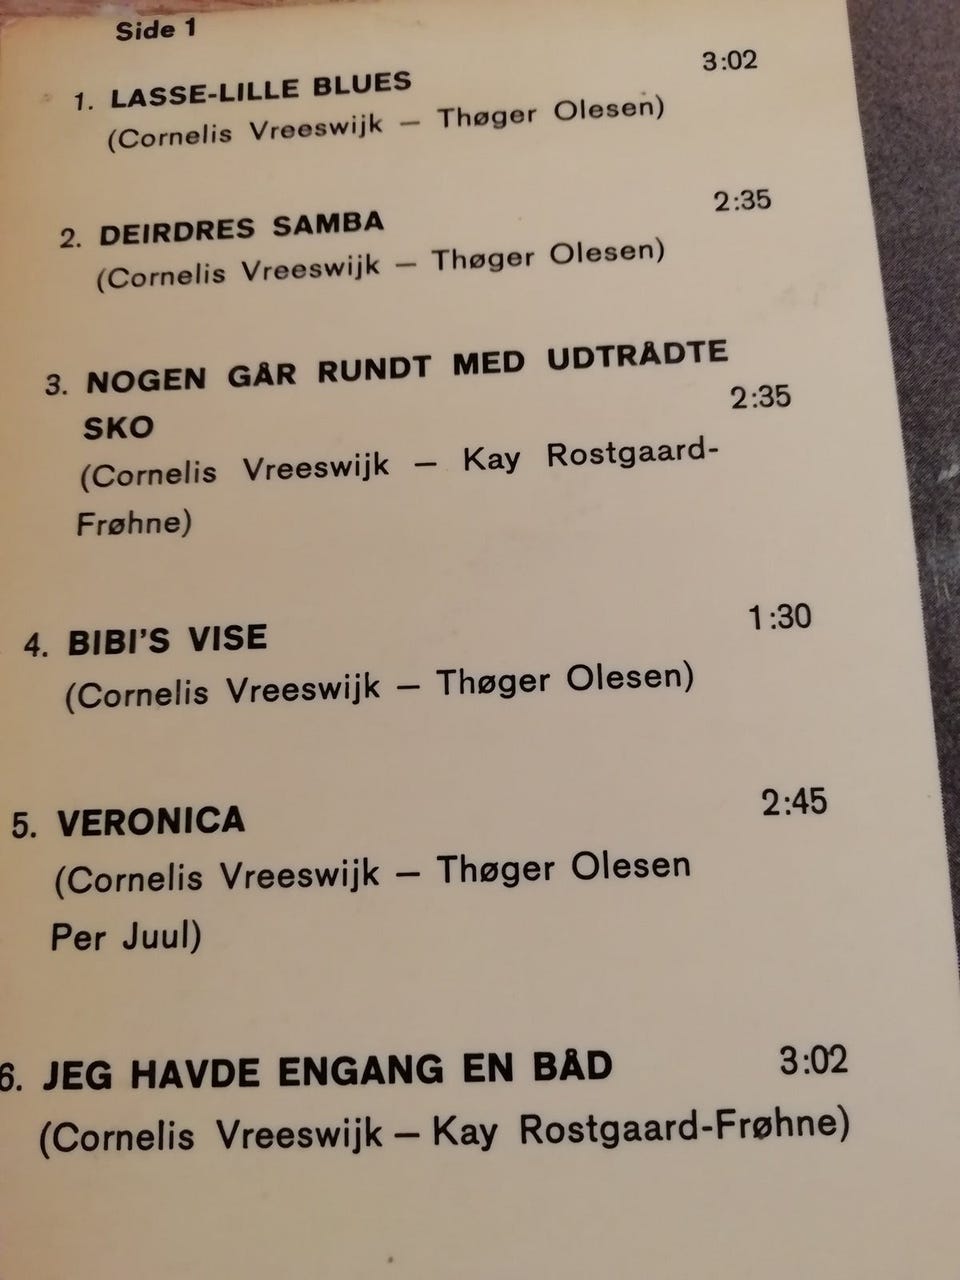 Side 1
1. LASSE-LILLE BLUES 3:02
(Cornelis Vreeswijk – Thøger Olesen)
2. DEIRDRES SAMBA 2:35
(Cornelis Vreeswijk – Thøger Olesen)
3. NOGEN GÅR RUNDT MED UDTRÅDTE
SKO 2:35
(Cornelis Vreeswijk – Kay Rostgaard-
Frøhne)
4. BIBI'S VISE 1:30
(Cornelis Vreeswijk – Thøger Olesen)
5. VERONICA 2:45
(Cornelis Vreeswijk – Thøger Olesen
Per Juul)
6. JEG HAVDE ENGANG EN BÅD 3:02
(Cornelis Vreeswijk – Kay Rostgaard-Frøhne)